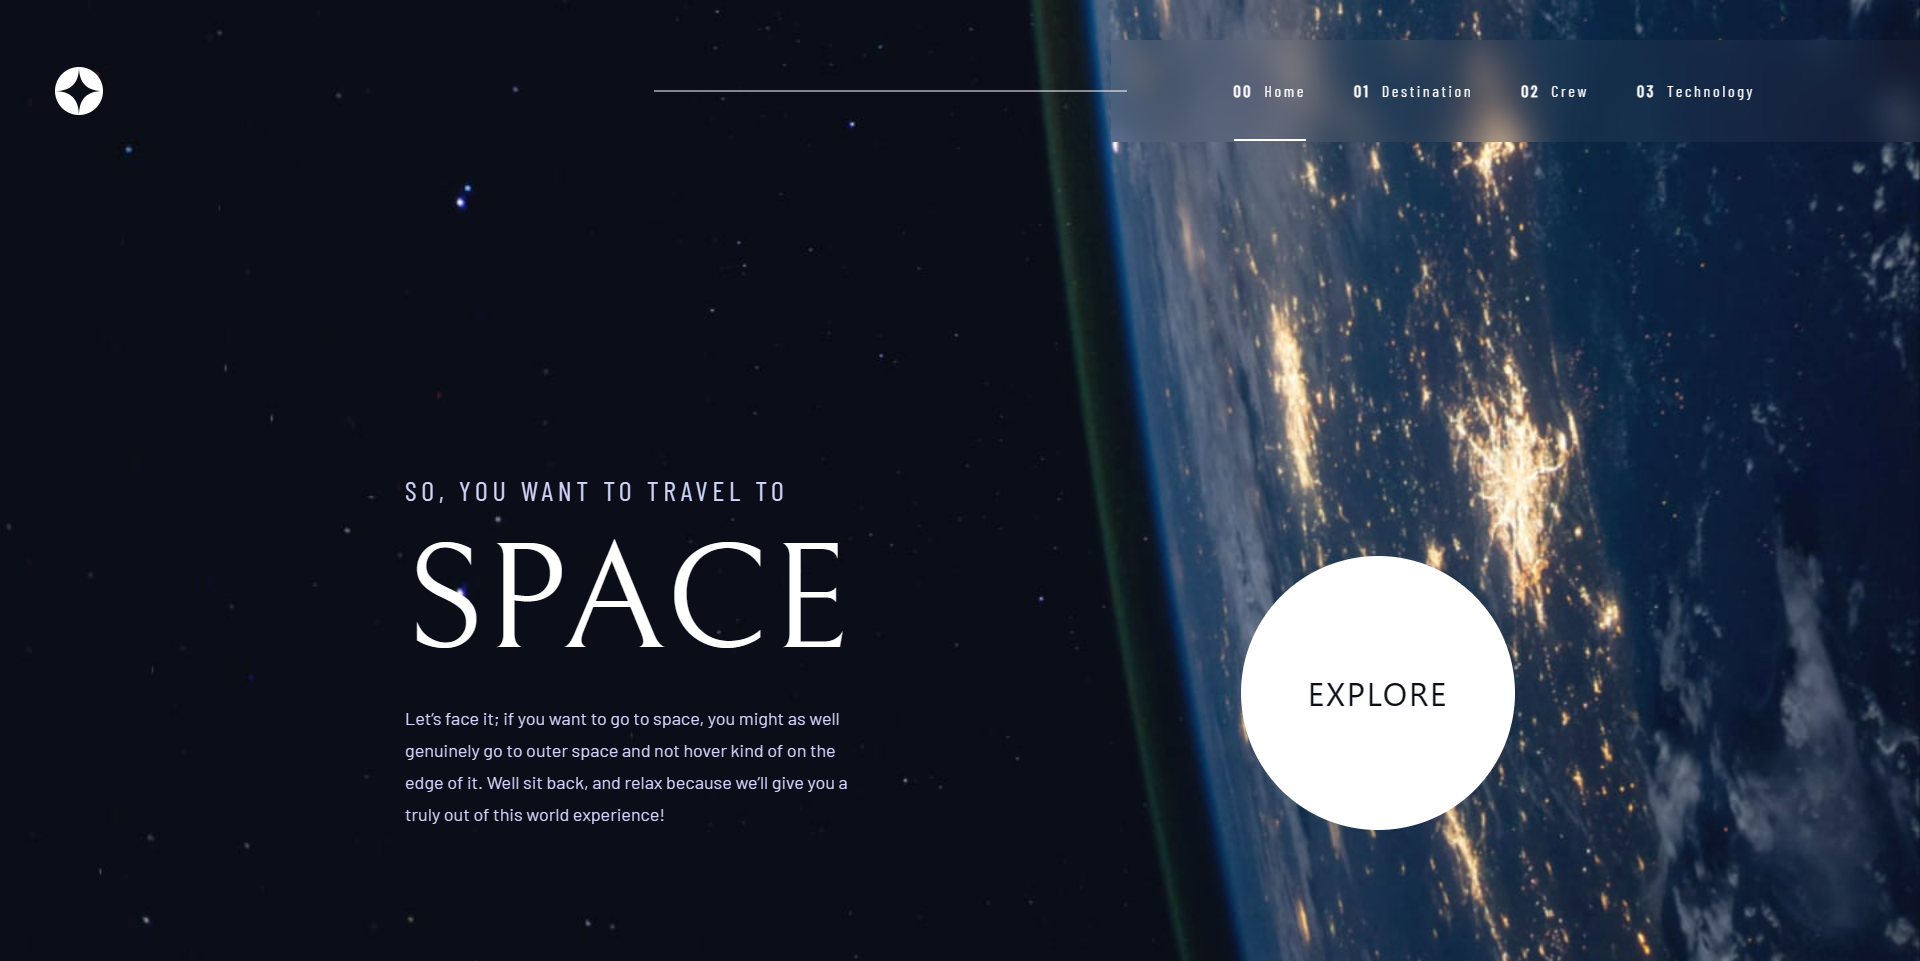 00 Home 01 Destination 02 Crew 03 Technology
SO, YOU WANT TO TRAVEL TO
SPACE
Let’s face it; if you want to go to space, you might as well
genuinely go to outer space and not hover kind of on the
edge of it. Well sit back, and relax because we’ll give you a
truly out of this world experience!
EXPLORE